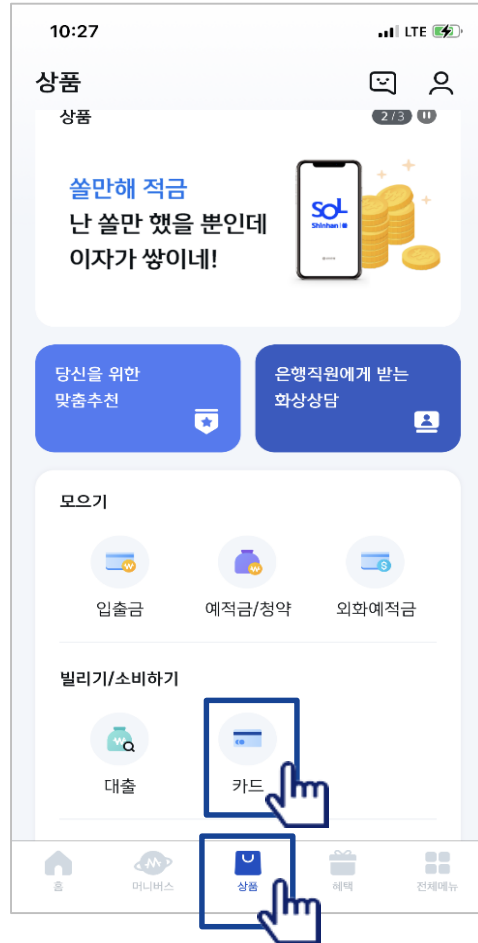 10:27
LTE
상품
상품
2/3
쏠만해 적금
난 쏠만 했을 뿐인데
이자가 쌓이네!
SOL
Shinhan
당신을 위한
맞춤추천
은행직원에게 받는
화상상담
모으기
입출금
예적금/청약
외화예적금
빌리기/소비하기
대출
카드
홈
머니버스
상품
혜택
전체메뉴